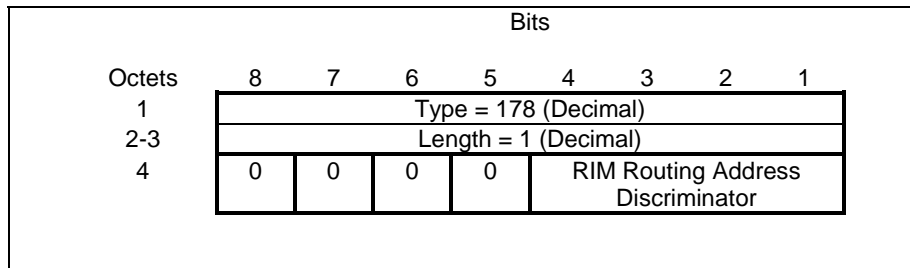 Bits
Octets 8 7 6 5 4 3 2 1
1 Type = 178 (Decimal)
2-3 Length = 1 (Decimal)
4 0 0 0 0 RIM Routing Address
Discriminator